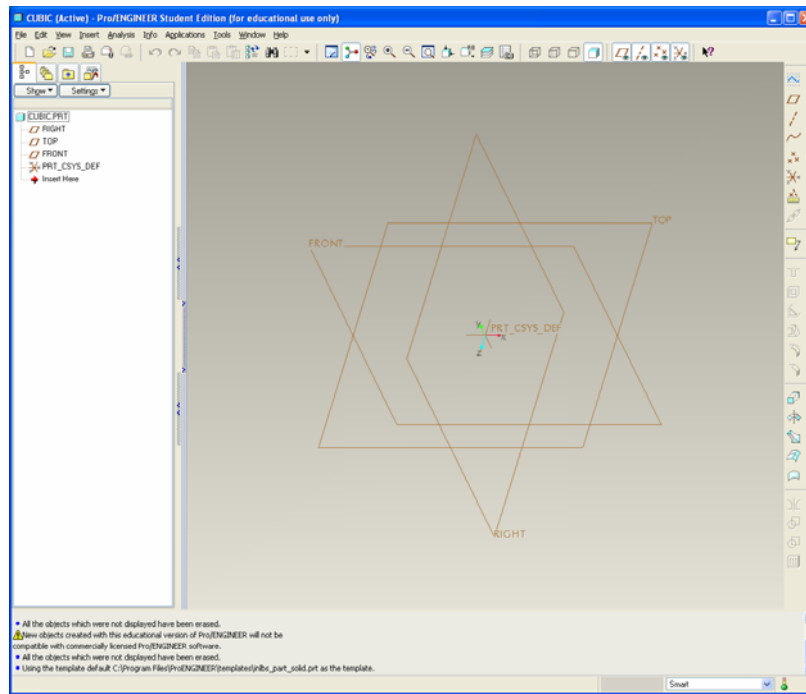 CUBIC (Active) - Pro/ENGINEER Student Edition (for educational use only)
File Edit View Insert Analysis Info Applications Tools Window Help
Show Settings
CUBIC.PRT
RIGHT
TOP
FRONT
PRT_CSYS_DEF
Insert Here
TOP
FRONT
Y PRT_CSYS_DEF
X
Z
RIGHT
All the objects which were not displayed have been erased.
New objects created with this educational version of Pro/ENGINEER will not be
compatible with commercially licensed Pro/ENGINEER software.
All the objects which were not displayed have been erased.
Using the template default C:\Program Files\ProENGINEER\templates\inlbs_part_solid.prt as the template.
Smart